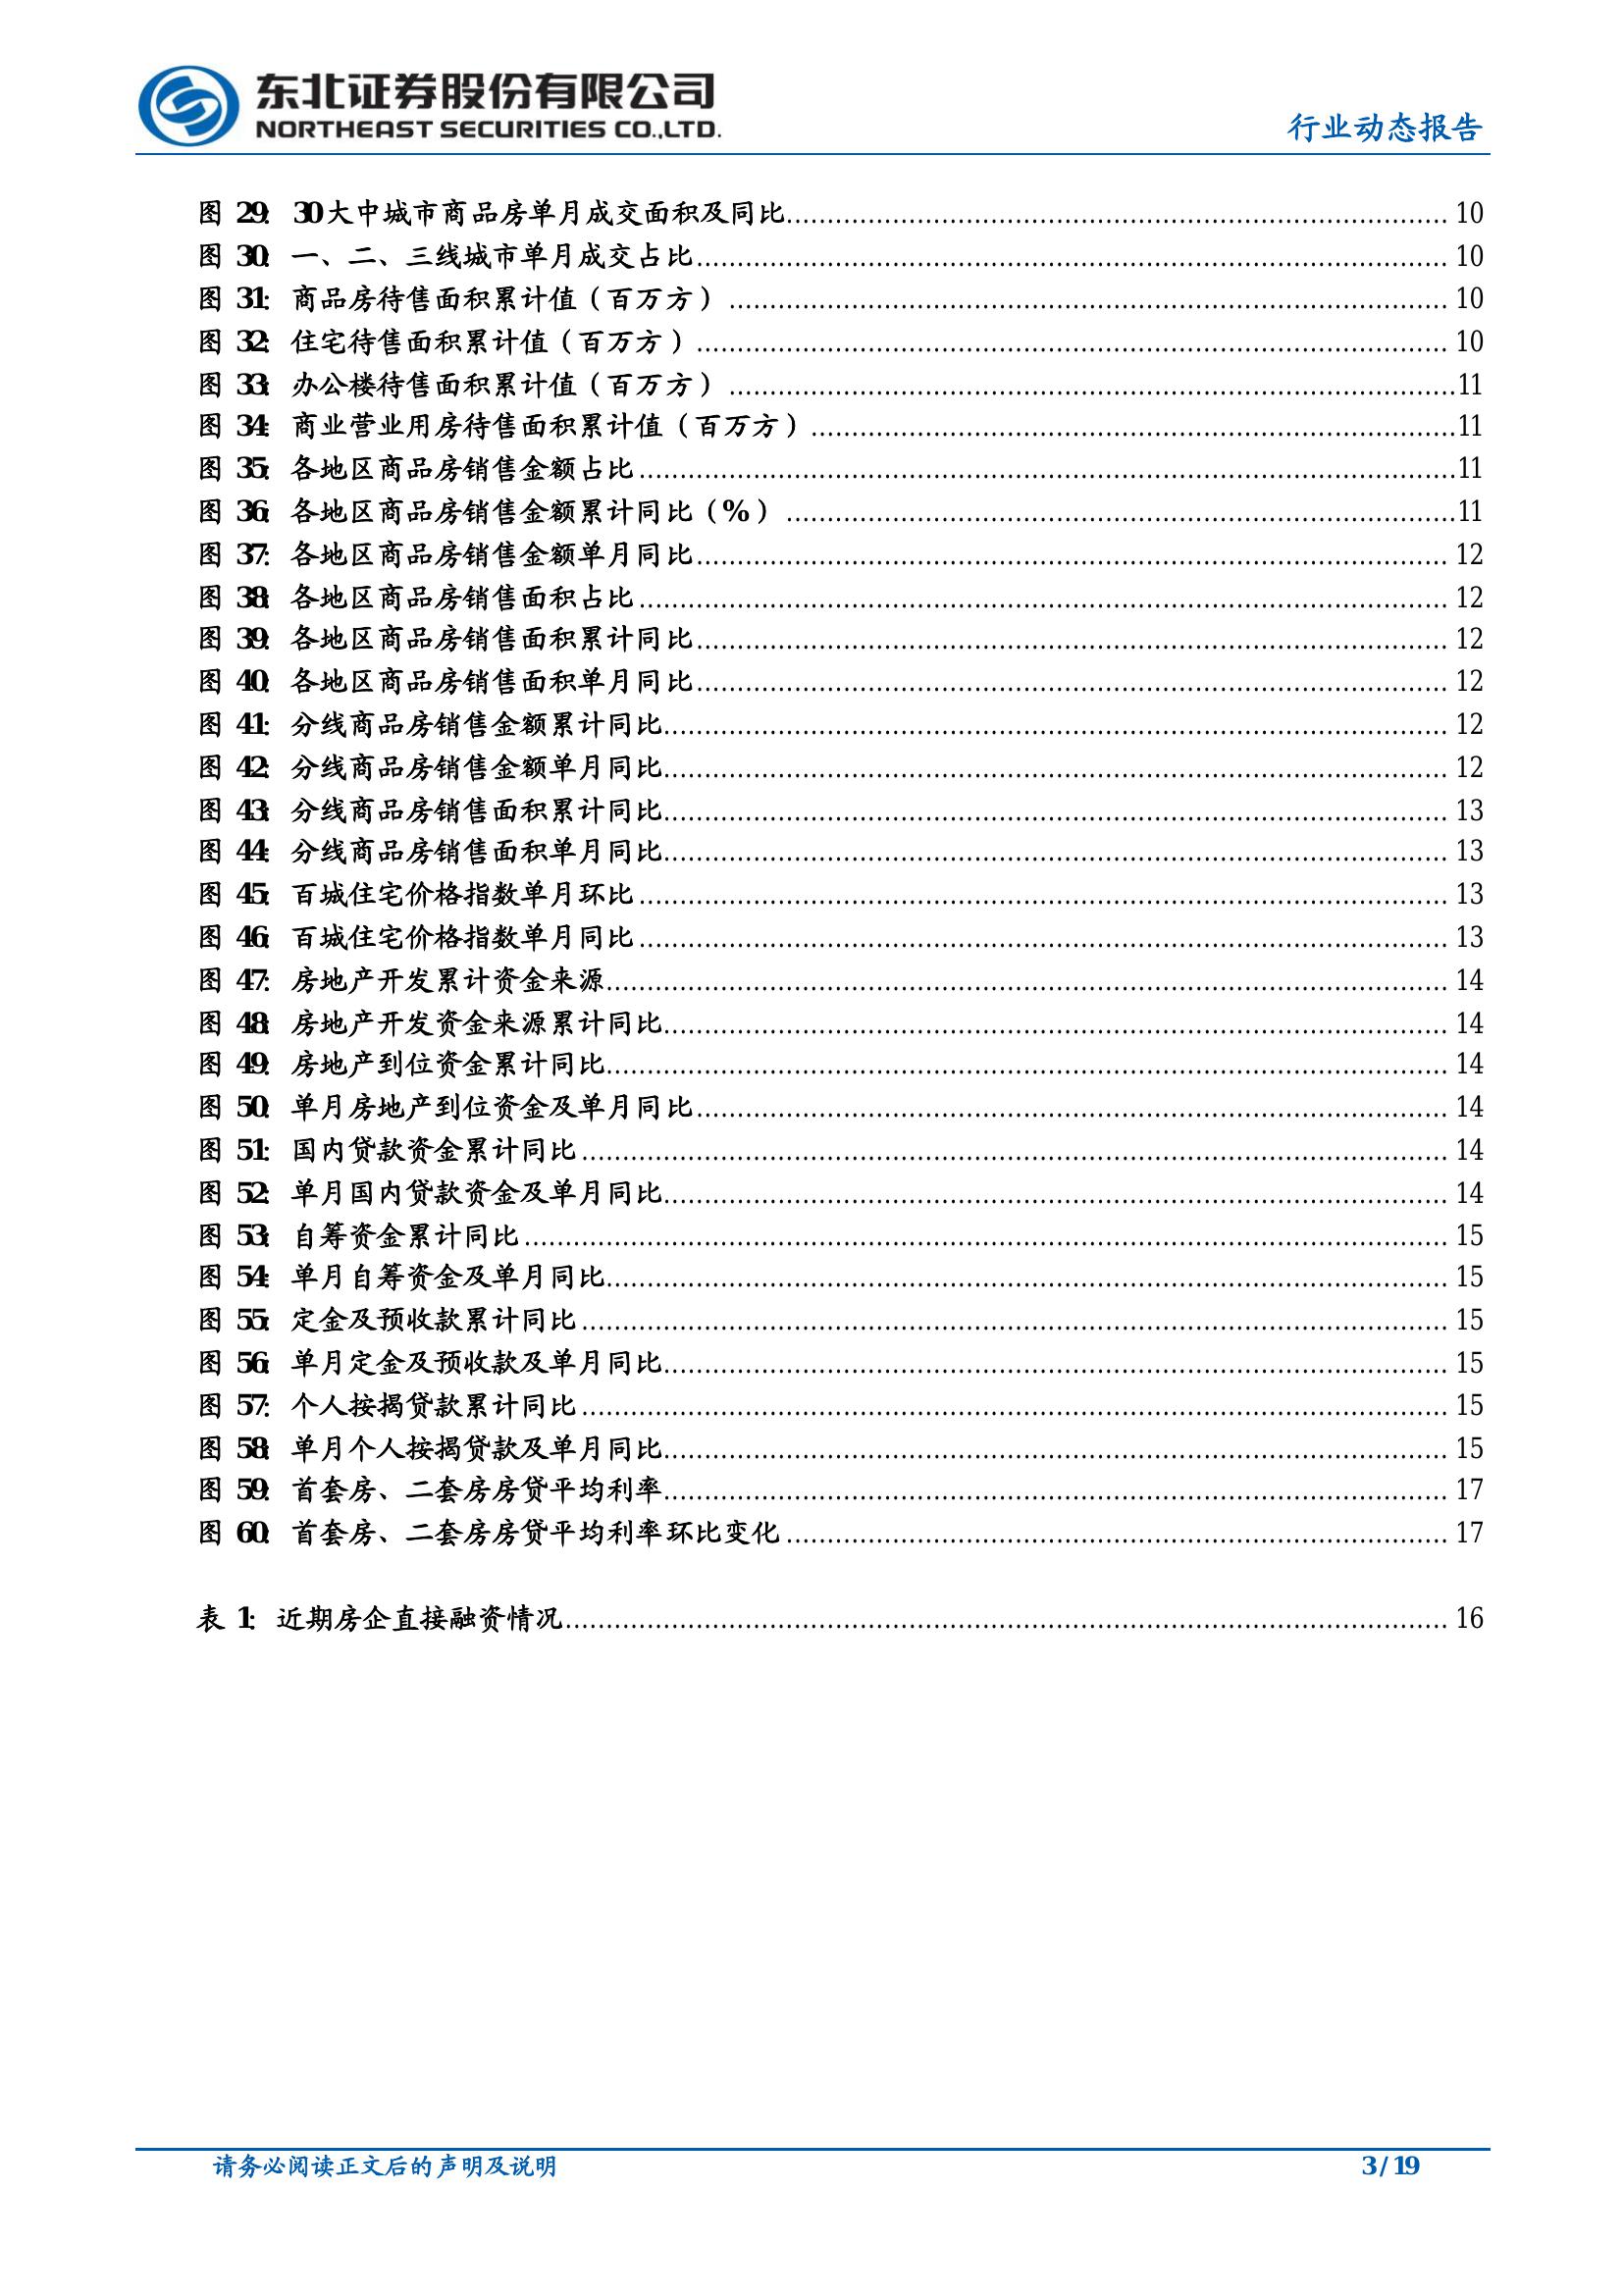 东北证券股份有限公司
NORTHEAST SECURITIES CO.,LTD.
行业动态报告
图 29: 30大中城市商品房单月成交面积及同比 10
图 30: 一、二、三线城市单月成交占比 10
图 31: 商品房待售面积累计值（百万方） 10
图 32: 住宅待售面积累计值（百万方） 10
图 33: 办公楼待售面积累计值（百万方） 11
图 34: 商业营业用房待售面积累计值（百万方） 11
图 35: 各地区商品房销售金额占比 11
图 36: 各地区商品房销售金额累计同比（%） 11
图 37: 各地区商品房销售金额单月同比 12
图 38: 各地区商品房销售面积占比 12
图 39: 各地区商品房销售面积累计同比 12
图 40: 各地区商品房销售面积单月同比 12
图 41: 分线商品房销售金额累计同比 12
图 42: 分线商品房销售金额单月同比 12
图 43: 分线商品房销售面积累计同比 13
图 44: 分线商品房销售面积单月同比 13
图 45: 百城住宅价格指数单月环比 13
图 46: 百城住宅价格指数单月同比 13
图 47: 房地产开发累计资金来源 14
图 48: 房地产开发资金来源累计同比 14
图 49: 房地产到位资金累计同比 14
图 50: 单月房地产到位资金及单月同比 14
图 51: 国内贷款资金累计同比 14
图 52: 单月国内贷款资金及单月同比 14
图 53: 自筹资金累计同比 15
图 54: 单月自筹资金及单月同比 15
图 55: 定金及预收款累计同比 15
图 56: 单月定金及预收款及单月同比 15
图 57: 个人按揭贷款累计同比 15
图 58: 单月个人按揭贷款及单月同比 15
图 59: 首套房、二套房房贷平均利率 17
图 60: 首套房、二套房房贷平均利率环比变化 17
表 1: 近期房企直接融资情况 16
请务必阅读正文后的声明及说明
3 / 19